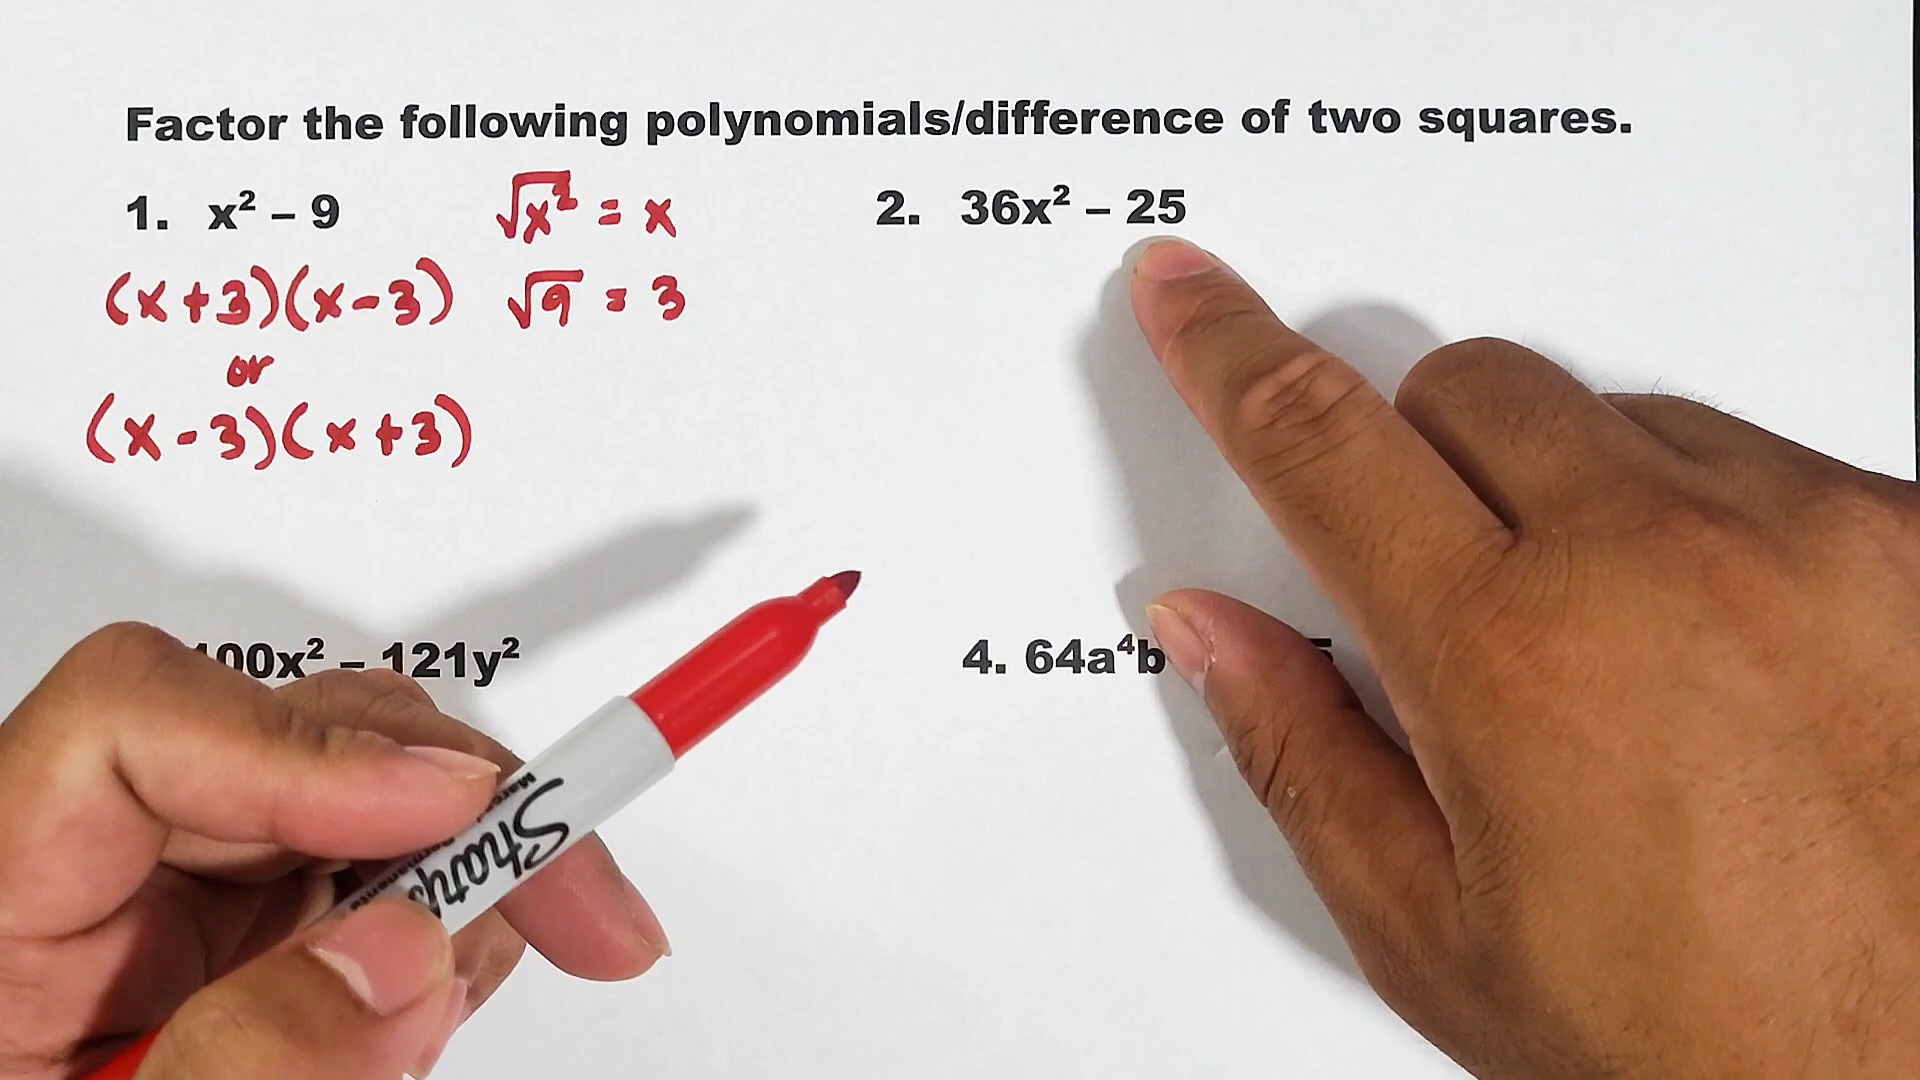 Factor the following polynomials/difference of two squares.
1. x² – 9
√x² = x
(x+3)(x-3)
√9 = 3
or
(x-3)(x+3)
2. 36x² – 25
100x² – 121y²
4. 64a⁴b
Sharpie